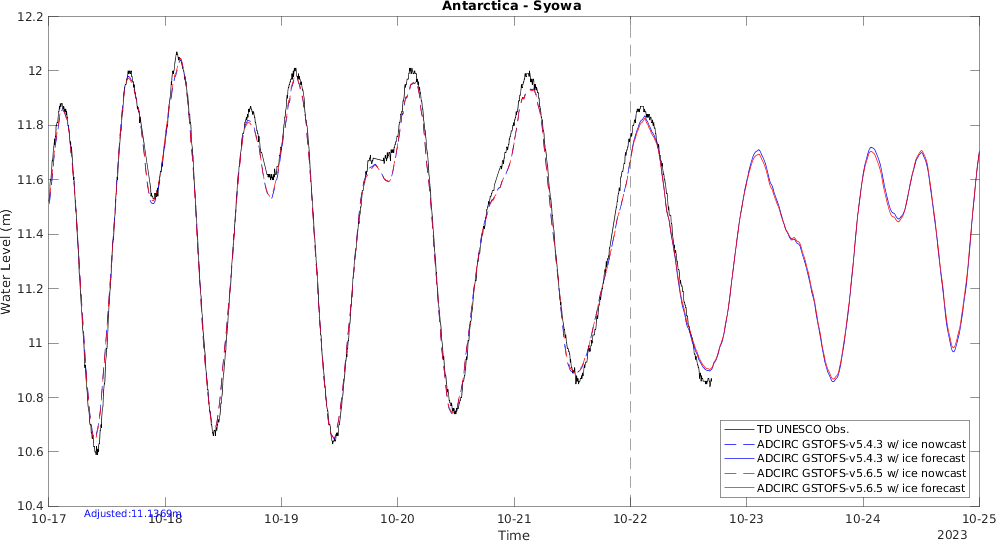 Antarctica - Syowa
Water Level (m)
12.2
12
11.8
11.6
11.4
11.2
11
10.8
10.6
10.4
TD UNESCO Obs.
ADCIRC GSTOFS-v5.4.3 w/ ice nowcast
ADCIRC GSTOFS-v5.4.3 w/ ice forecast
ADCIRC GSTOFS-v5.6.5 w/ ice nowcast
ADCIRC GSTOFS-v5.6.5 w/ ice forecast
Adjusted:11.1369m
10-17 10-18 10-19 10-20 10-21 10-22 10-23 10-24 10-25
Time
2023